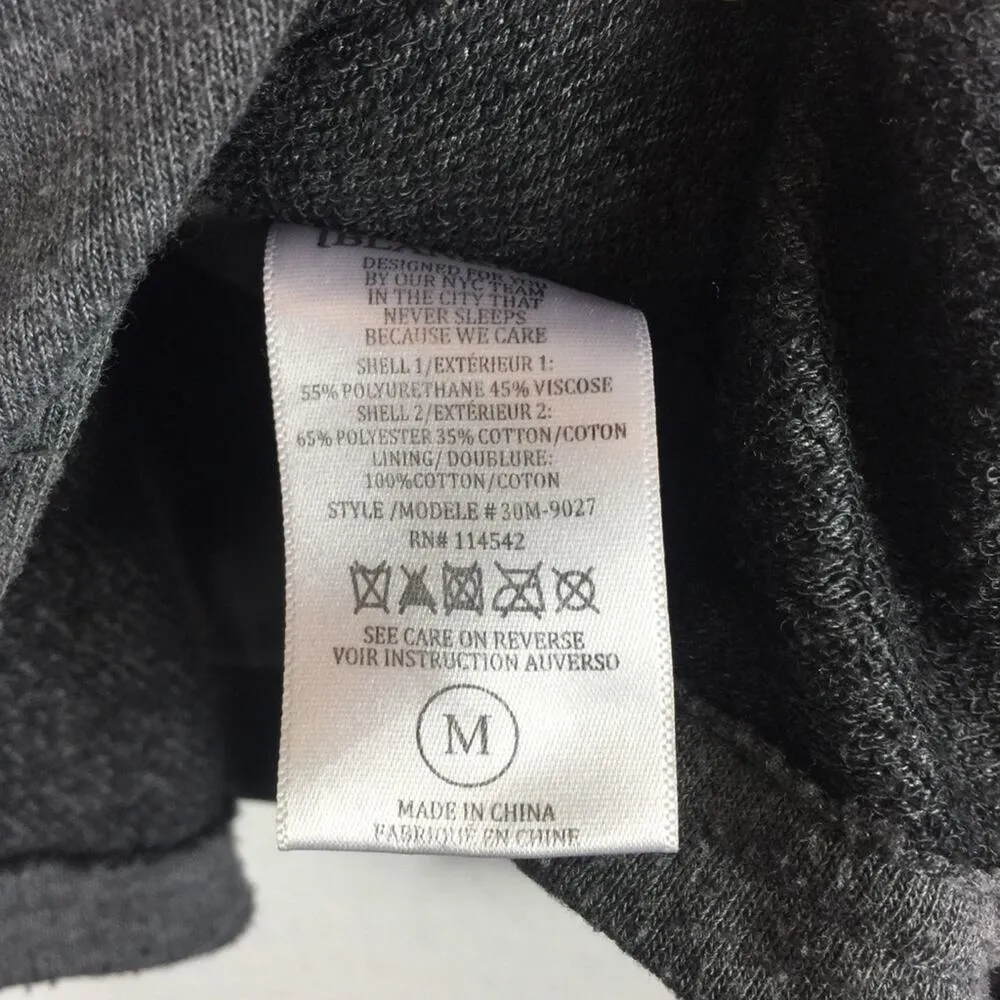 DESIGNED FOR YOU
BY OUR NYC TEAM
IN THE CITY THAT
NEVER SLEEPS
BECAUSE WE CARE
SHELL 1/EXTÉRIEUR 1:
55% POLYURETHANE 45% VISCOSE
SHELL 2/EXTÉRIEUR 2:
65% POLYESTER 35% COTTON/COTON
LINING/ DOUBLURE:
100%COTTON/COTON
STYLE /MODELE # 30M-9027
RN# 114542
SEE CARE ON REVERSE
VOIR INSTRUCTION AUVERSO
M
MADE IN CHINA
FABRIQUÉ EN CHINE